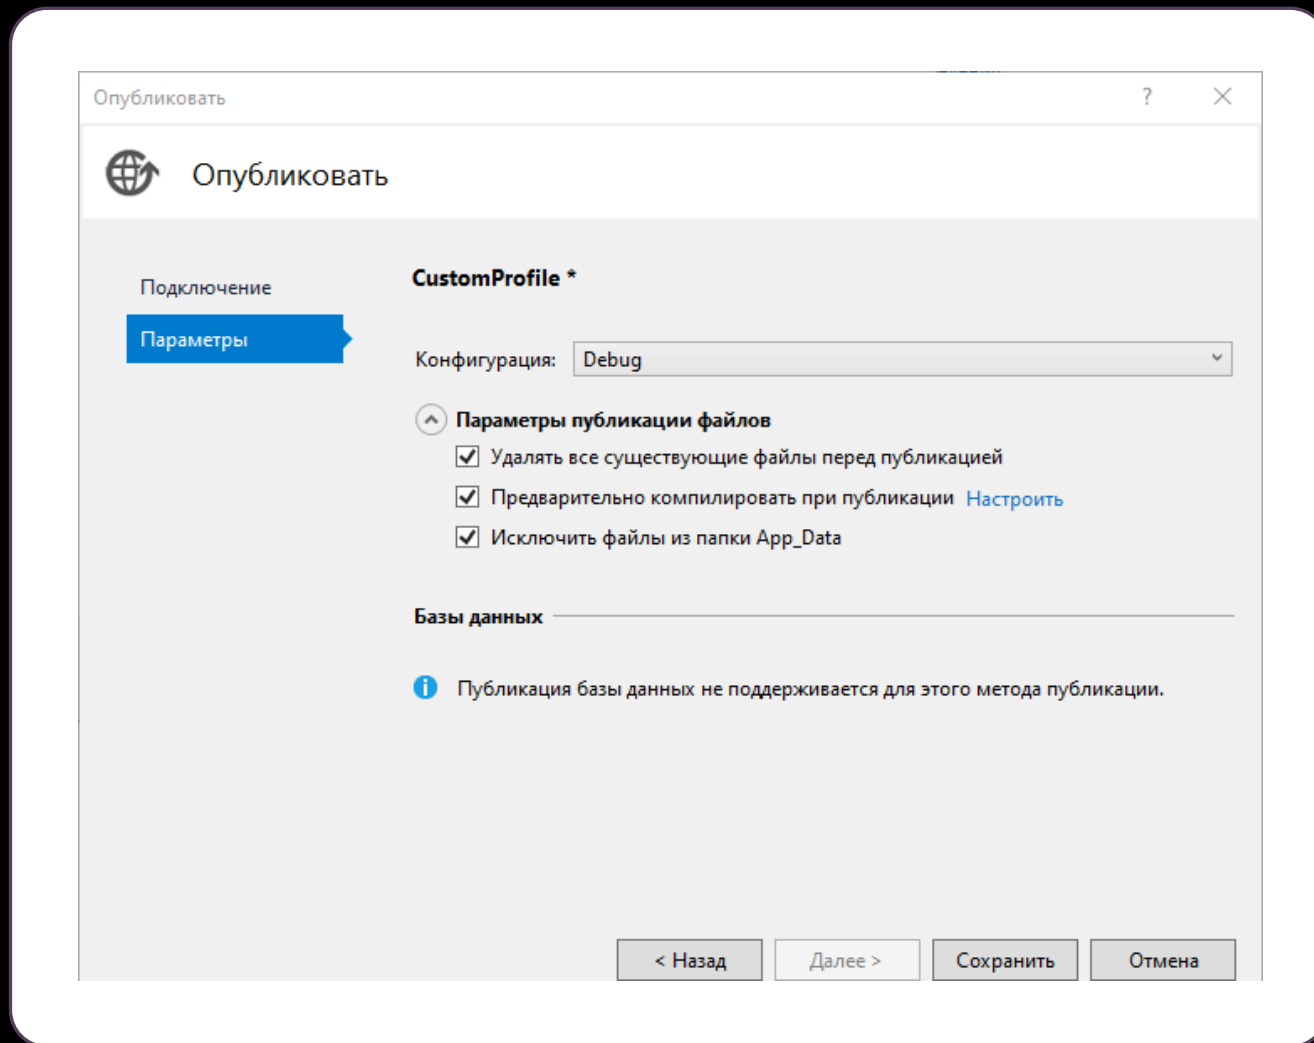 Опубликовать
?
Опубликовать
Подключение
Параметры
CustomProfile *
Конфигурация: Debug
Параметры публикации файлов
Удалять все существующие файлы перед публикацией
Предварительно компилировать при публикации Настроить
Исключить файлы из папки App_Data
Базы данных
Публикация базы данных не поддерживается для этого метода публикации.
< Назад Далее > Сохранить Отмена